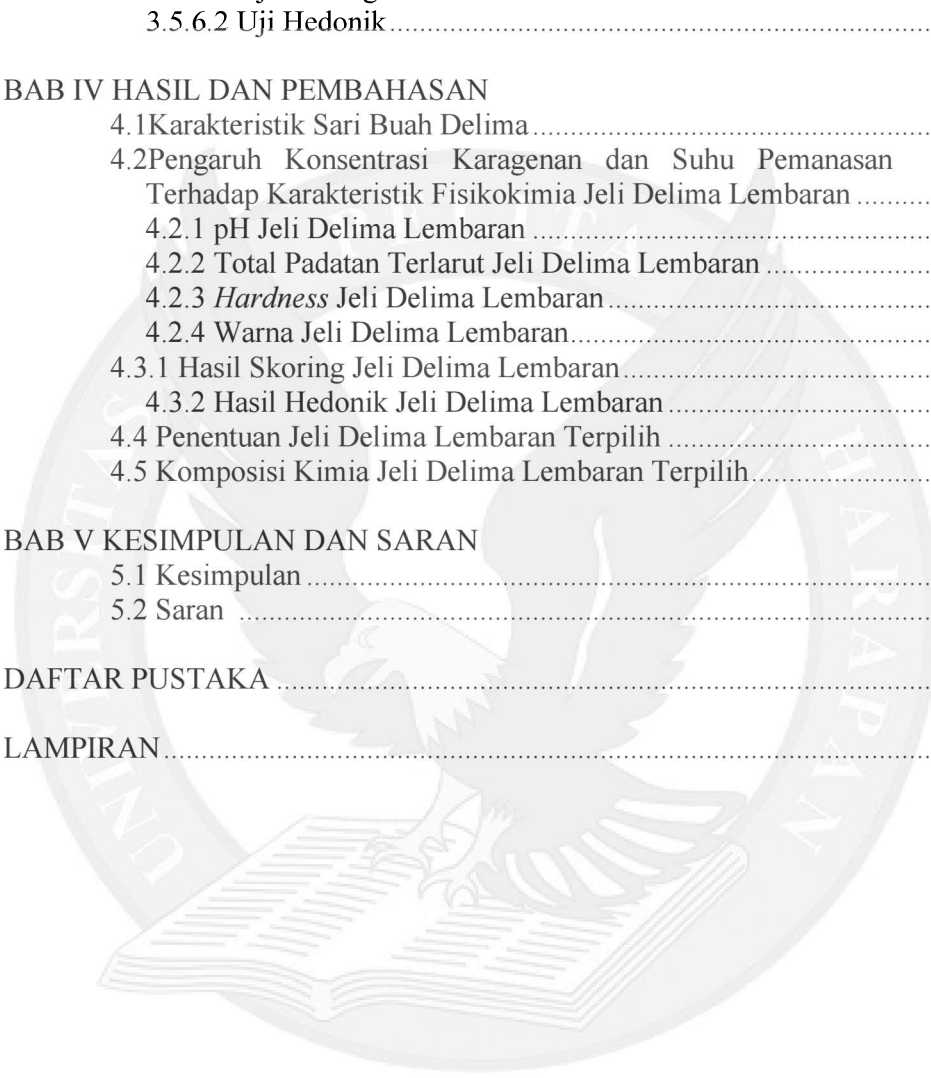 3.5.6.2 Uji Hedonik
BAB IV HASIL DAN PEMBAHASAN
4.1Karakteristik Sari Buah Delima
4.2Pengaruh Konsentrasi Karagenan dan Suhu Pemanasan
Terhadap Karakteristik Fisikokimia Jeli Delima Lembaran
4.2.1 pH Jeli Delima Lembaran
4.2.2 Total Padatan Terlarut Jeli Delima Lembaran
4.2.3 Hardness Jeli Delima Lembaran
4.2.4 Warna Jeli Delima Lembaran
4.3.1 Hasil Skoring Jeli Delima Lembaran
4.3.2 Hasil Hedonik Jeli Delima Lembaran
4.4 Penentuan Jeli Delima Lembaran Terpilih
4.5 Komposisi Kimia Jeli Delima Lembaran Terpilih
BAB V KESIMPULAN DAN SARAN
5.1 Kesimpulan
5.2 Saran
DAFTAR PUSTAKA
LAMPIRAN
UNIVERSITAS
PELITA
HARAPAN